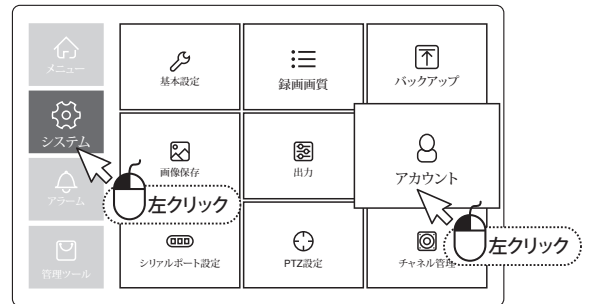 メニュー
基本設定
録画画質
バックアップ
システム
画像保存
出力
アカウント
アラーム
左クリック
左クリック
管理ツール
シリアルポート設定
PTZ設定
チャネル管理